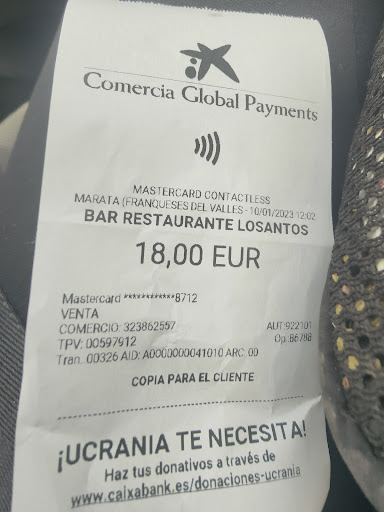 Comercia Global Payments
MASTERCARD CONTACTLESS
MARATA (FRANQUESES DEL VALLES - 10/01/2023 12:02
BAR RESTAURANTE LOSANTOS
18,00 EUR
Mastercard ************8712
VENTA
COMERCIO: 323862557 AUT:922101
TPV: 00597912 Op.:86788
Tran. 00326 AID: A0000000041010 ARC: 00
COPIA PARA EL CLIENTE
¡UCRANIA TE NECESITA!
Haz tus donativos a través de
www.caixabank.es/donaciones-ucrania